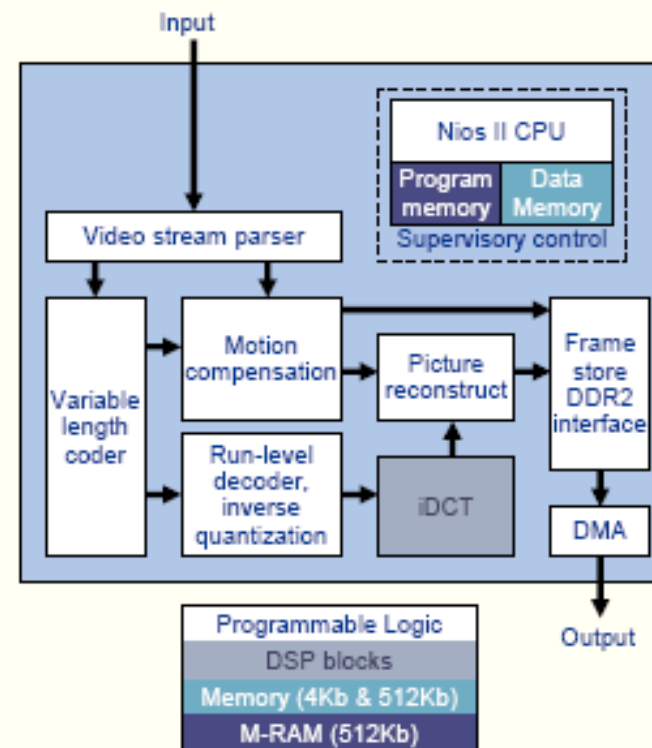 Input
Nios II CPU
Program
memory
Data
Memory
Supervisory control
Video stream parser
Variable
length
coder
Motion
compensation
Picture
reconstruct
Frame
store
DDR2
interface
Run-level
decoder,
inverse
quantization
iDCT
DMA
Output
Programmable Logic
DSP blocks
Memory (4Kb & 512Kb)
M-RAM (512Kb)